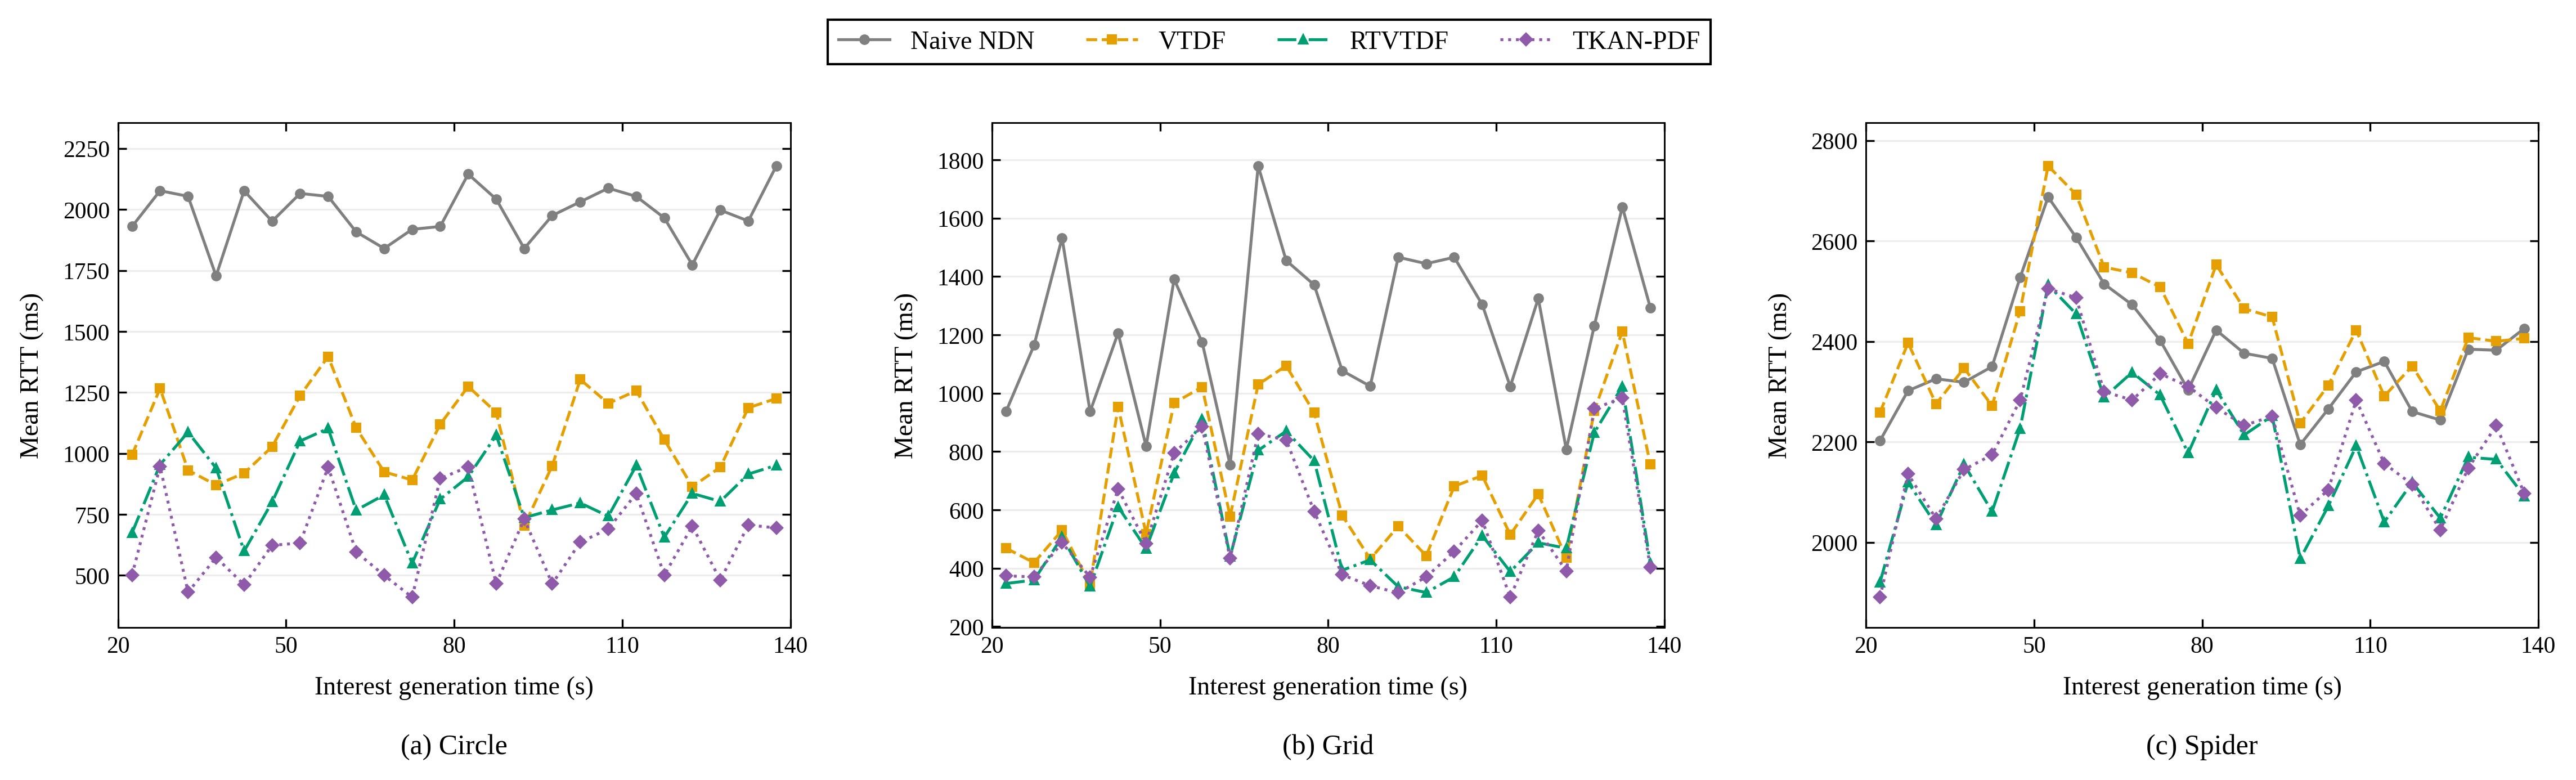 Naive NDN VTDF RTVTDF TKAN-PDF
2250
2000
1750
1500
1250
1000
750
500
Mean RTT (ms)
20 50 80 110 140
Interest generation time (s)
(a) Circle
1800
1600
1400
1200
1000
800
600
400
200
Mean RTT (ms)
20 50 80 110 140
Interest generation time (s)
(b) Grid
2800
2600
2400
2200
2000
Mean RTT (ms)
20 50 80 110 140
Interest generation time (s)
(c) Spider